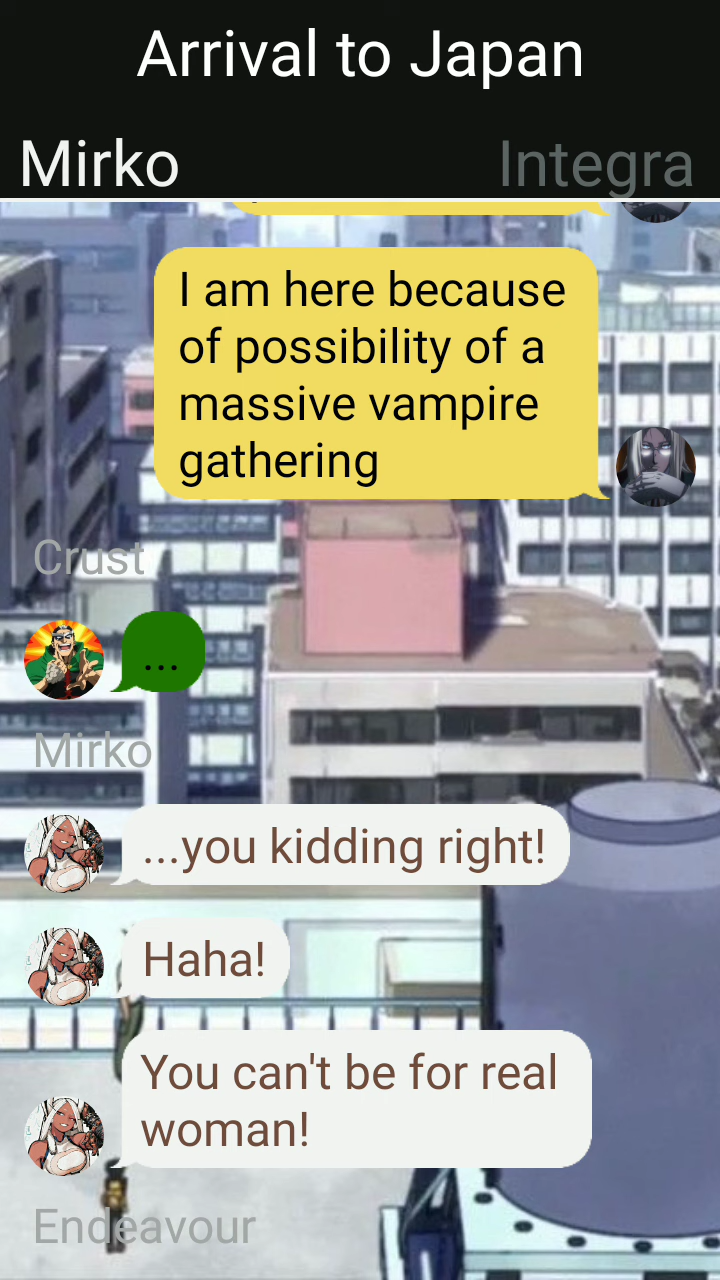 Arrival to Japan
Mirko
Integra
I am here because
of possibility of a
massive vampire
gathering
Crust
...
Mirko
...you kidding right!
Haha!
You can't be for real
woman!
Endeavour